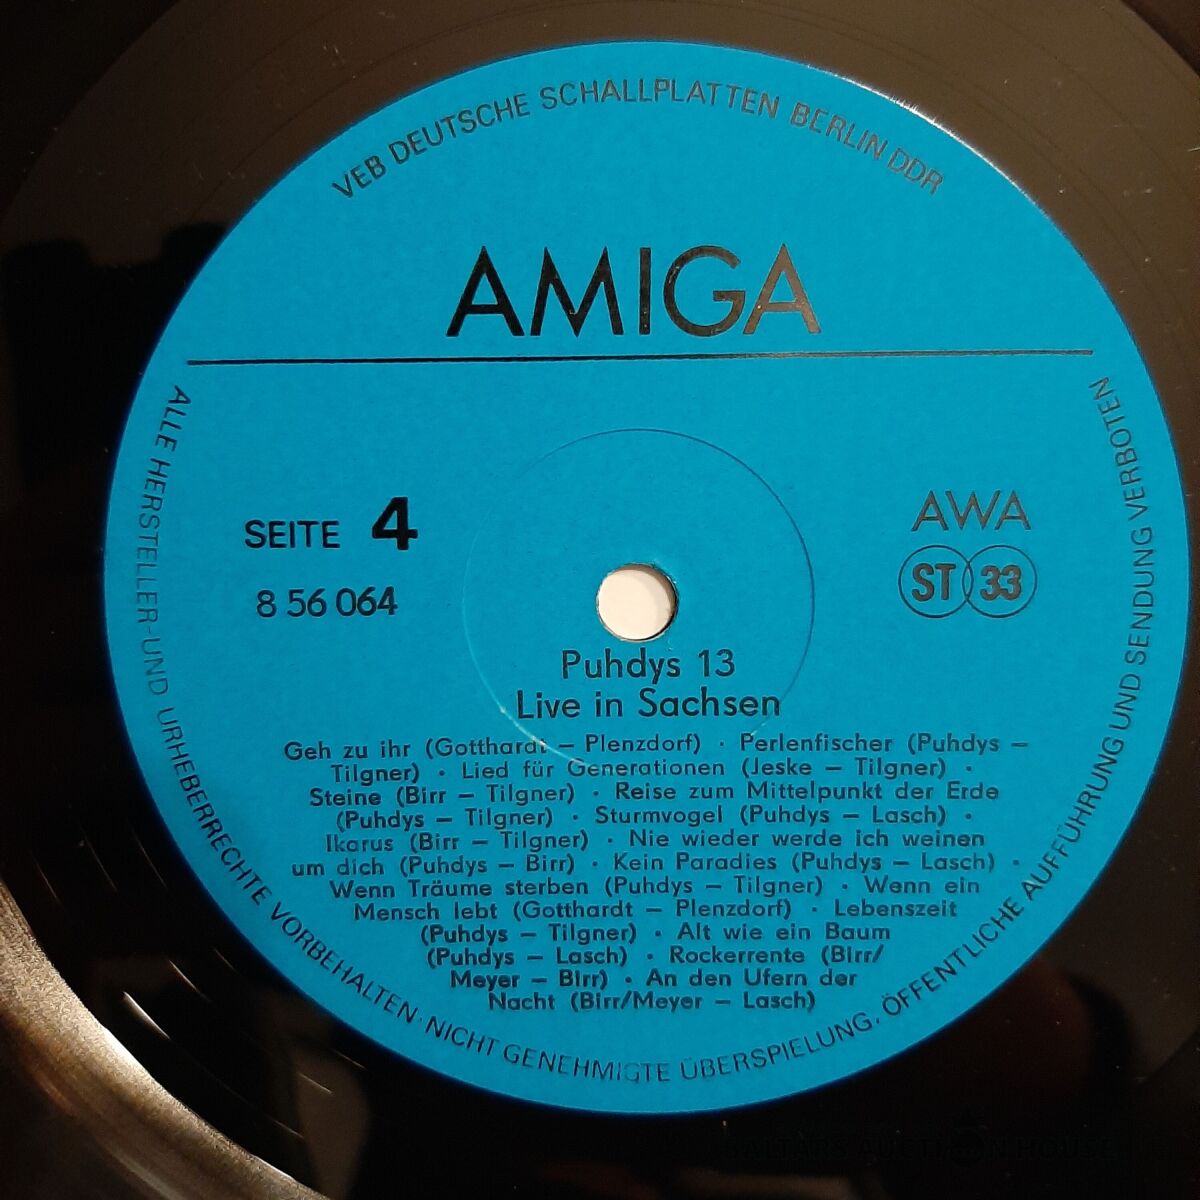 VEB DEUTSCHE SCHALLPLATTEN BERLIN DDR
AMIGA
SEITE 4
8 56 064
AWA
ST 33
Puhdys 13
Live in Sachsen
Geh zu ihr (Gotthardt – Plenzdorf) · Perlenfischer (Puhdys –
Tilgner) · Lied für Generationen (Jeske – Tilgner) ·
Steine (Birr – Tilgner) · Reise zum Mittelpunkt der Erde
(Puhdys – Tilgner) · Sturmvogel (Puhdys – Lasch) ·
Ikarus (Birr – Tilgner) · Nie wieder werde ich weinen
um dich (Puhdys – Birr) · Kein Paradies (Puhdys – Lasch) ·
Wenn Träume sterben (Puhdys – Tilgner) · Wenn ein
Mensch lebt (Gotthardt – Plenzdorf) · Lebenszeit
(Puhdys – Tilgner) · Alt wie ein Baum
(Puhdys – Lasch) · Rockerrente (Birr/
Meyer – Birr) · An den Ufern der
Nacht (Birr/Meyer – Lasch)
ALLE HERSTELLER-UND URHEBERRECHTE VORBEHALTEN·NICHT GENEHMIGTE ÜBERSPIELUNG, ÖFFENTLICHE AUFFÜHRUNG UND SENDUNG VERBOTEN
BALTARS AUCTION HOUSE